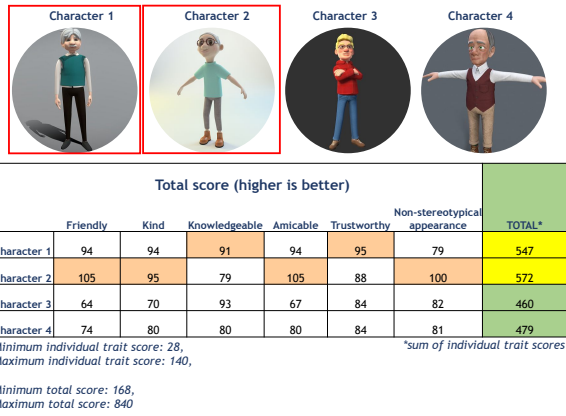 Character 1 Character 2 Character 3 Character 4
Total score (higher is better)
Friendly Kind Knowledgeable Amicable Trustworthy Non-stereotypical appearance TOTAL*
haracter 1 94 94 91 94 95 79 547
haracter 2 105 95 79 105 88 100 572
haracter 3 64 70 93 67 84 82 460
haracter 4 74 80 80 80 84 81 479
inimum individual trait score: 28, *sum of individual trait scores
aximum individual trait score: 140,
inimum total score: 168,
aximum total score: 840